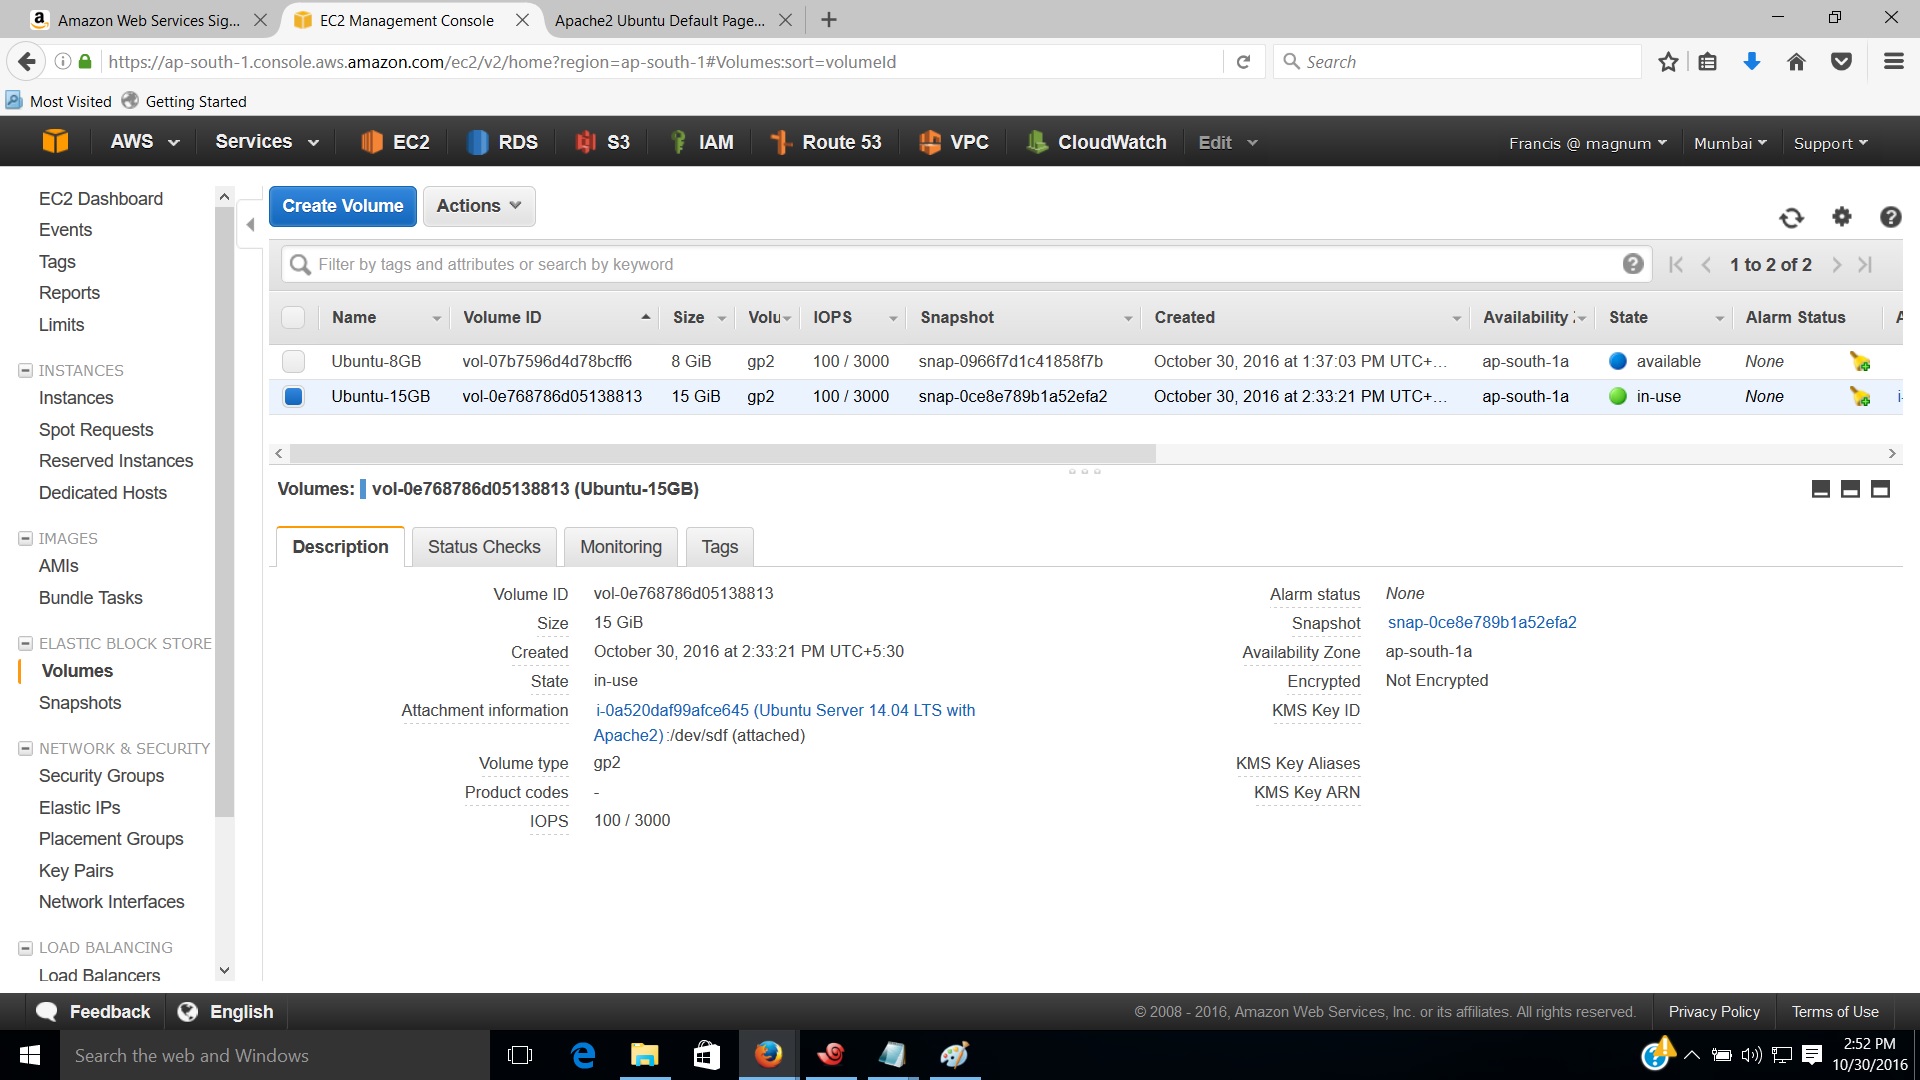 Amazon Web Services Sig...
EC2 Management Console
Apache2 Ubuntu Default Page...
https://ap-south-1.console.aws.amazon.com/ec2/v2/home?region=ap-south-1#Volumes:sort=volumeId
Search
Most Visited
Getting Started
AWS
Services
EC2
RDS
S3
IAM
Route 53
VPC
CloudWatch
Edit
Francis @ magnum
Mumbai
Support
EC2 Dashboard
Events
Tags
Reports
Limits
INSTANCES
Instances
Spot Requests
Reserved Instances
Dedicated Hosts
IMAGES
AMIs
Bundle Tasks
ELASTIC BLOCK STORE
Volumes
Snapshots
NETWORK & SECURITY
Security Groups
Elastic IPs
Placement Groups
Key Pairs
Network Interfaces
LOAD BALANCING
Load Balancers
Create Volume
Actions
Filter by tags and attributes or search by keyword
1 to 2 of 2
Name Volume ID Size Volu IOPS Snapshot Created Availability State Alarm Status
Ubuntu-8GB vol-07b7596d4d78bcff6 8 GiB gp2 100 / 3000 snap-0966f7d1c41858f7b October 30, 2016 at 1:37:03 PM UTC+... ap-south-1a available None
Ubuntu-15GB vol-0e768786d05138813 15 GiB gp2 100 / 3000 snap-0ce8e789b1a52efa2 October 30, 2016 at 2:33:21 PM UTC+... ap-south-1a in-use None
Volumes: vol-0e768786d05138813 (Ubuntu-15GB)
Description
Status Checks
Monitoring
Tags
Volume ID vol-0e768786d05138813
Size 15 GiB
Created October 30, 2016 at 2:33:21 PM UTC+5:30
State in-use
Attachment information i-0a520daf99afce645 (Ubuntu Server 14.04 LTS with
Apache2):/dev/sdf (attached)
Volume type gp2
Product codes -
IOPS 100 / 3000
Alarm status None
Snapshot snap-0ce8e789b1a52efa2
Availability Zone ap-south-1a
Encrypted Not Encrypted
KMS Key ID
KMS Key Aliases
KMS Key ARN
Feedback
English
© 2008 - 2016, Amazon Web Services, Inc. or its affiliates. All rights reserved.
Privacy Policy
Terms of Use
Search the web and Windows
2:52 PM
10/30/2016